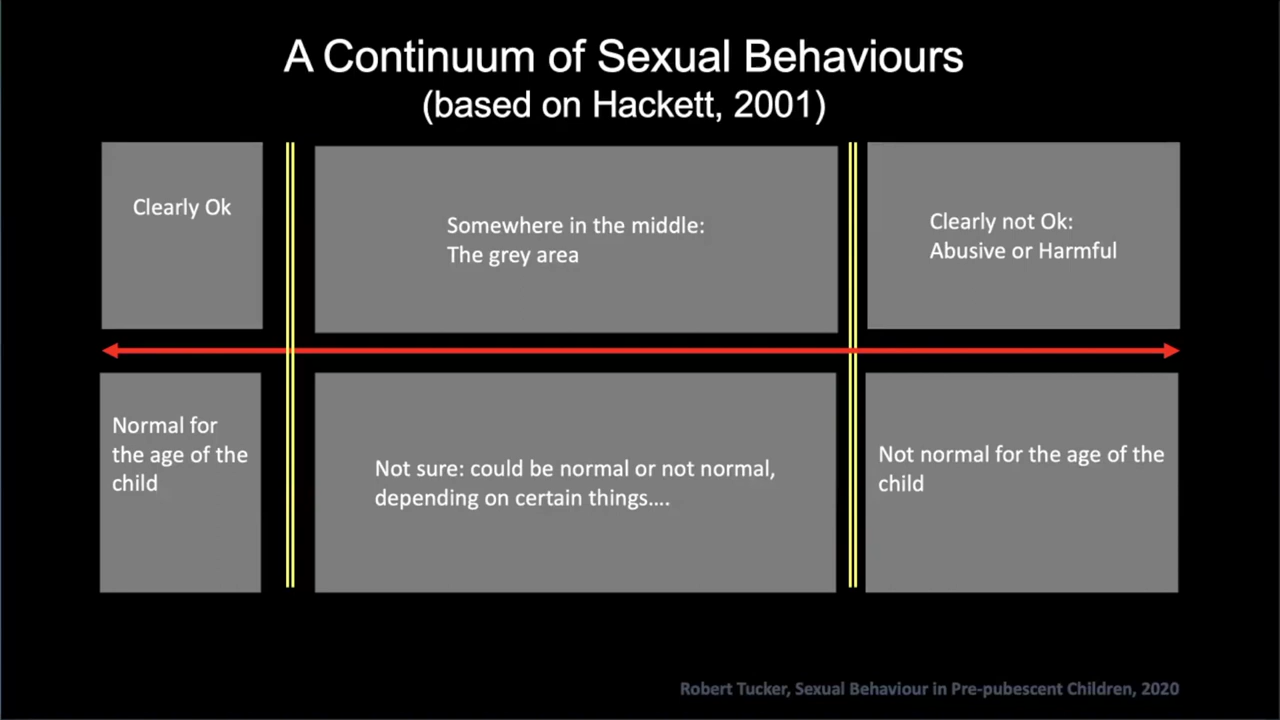 A Continuum of Sexual Behaviours
(based on Hackett, 2001)
Clearly Ok
Somewhere in the middle:
The grey area
Clearly not Ok:
Abusive or Harmful
Normal for
the age of the
child
Not sure: could be normal or not normal,
depending on certain things....
Not normal for the age of the
child
Robert Tucker, Sexual Behaviour in Pre-pubescent Children, 2020